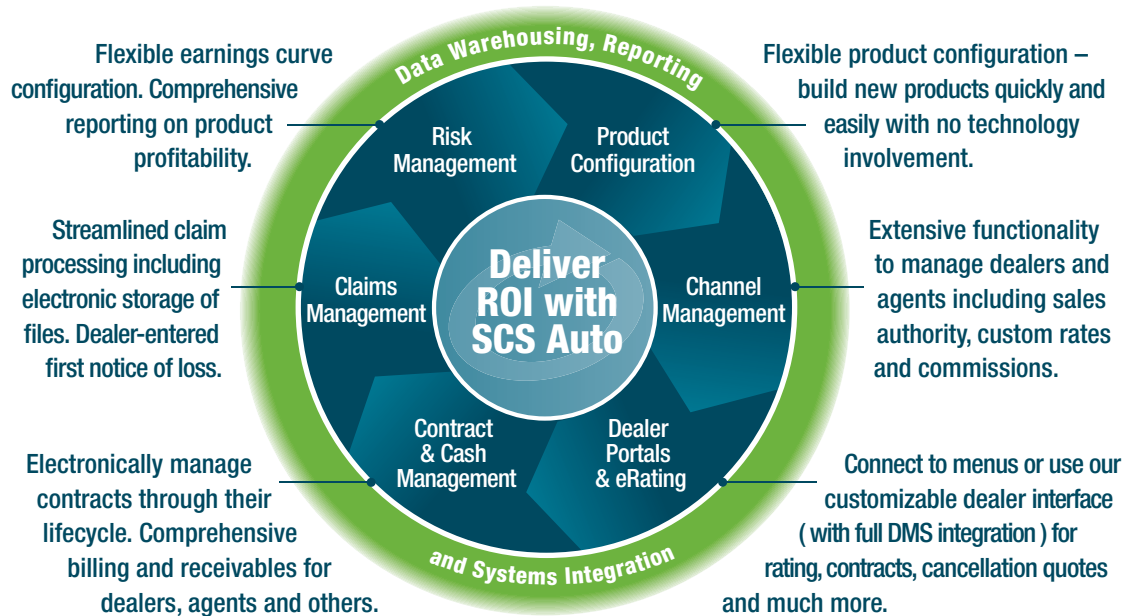 Data Warehousing, Reporting
and Systems Integration
Deliver
ROI with
SCS Auto
Flexible earnings curve
configuration. Comprehensive
reporting on product
profitability.
Risk
Management
Product
Configuration
Flexible product configuration –
build new products quickly and
easily with no technology
involvement.
Streamlined claim
processing including
electronic storage of
files. Dealer-entered
first notice of loss.
Claims
Management
Channel
Management
Extensive functionality
to manage dealers and
agents including sales
authority, custom rates
and commissions.
Electronically manage
contracts through their
lifecycle. Comprehensive
billing and receivables for
dealers, agents and others.
Contract
& Cash
Management
Dealer
Portals
& eRating
Connect to menus or use our
customizable dealer interface
( with full DMS integration ) for
rating, contracts, cancellation quotes
and much more.